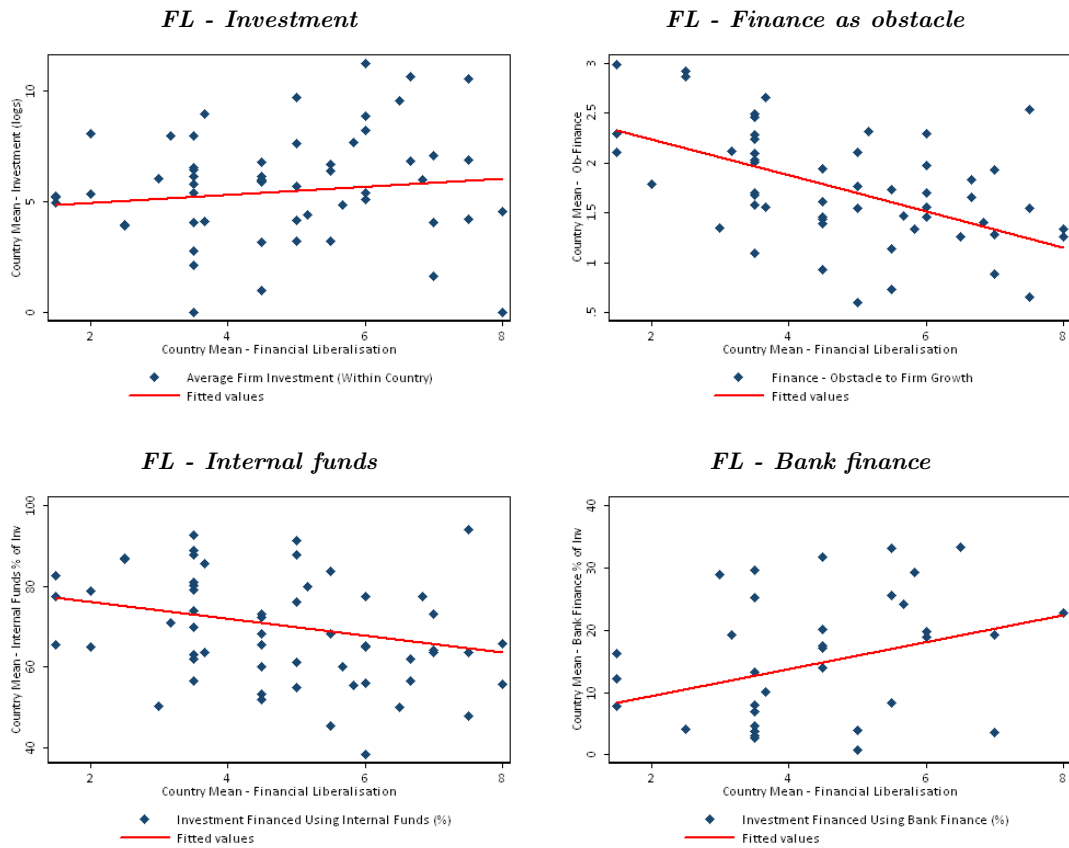 FL - Investment
Country Mean - Investment (logs)
10
5
0
2 4 6 8
Country Mean - Financial Liberalisation
Average Firm Investment (Within Country)
Fitted values
FL - Finance as obstacle
Country Mean - Ob-Finance
3
2.5
2
1.5
1
.5
2 4 6 8
Country Mean - Financial Liberalisation
Finance - Obstacle to Firm Growth
Fitted values
FL - Internal funds
Country Mean - Internal Funds % of Inv
100
80
60
40
2 4 6 8
Country Mean - Financial Liberalisation
Investment Financed Using Internal Funds (%)
Fitted values
FL - Bank finance
Country Mean - Bank Finance % of Inv
40
30
20
10
0
2 4 6 8
Country Mean - Financial Liberalisation
Investment Financed Using Bank Finance (%)
Fitted values